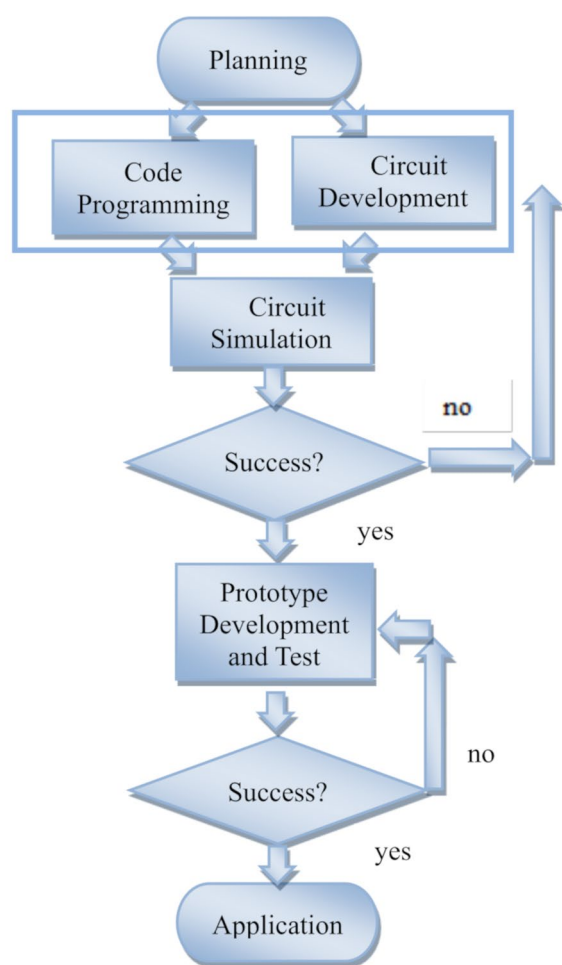 Planning
Code
Programming
Circuit
Development
Circuit
Simulation
no
Success?
yes
Prototype
Development
and Test
no
Success?
yes
Application